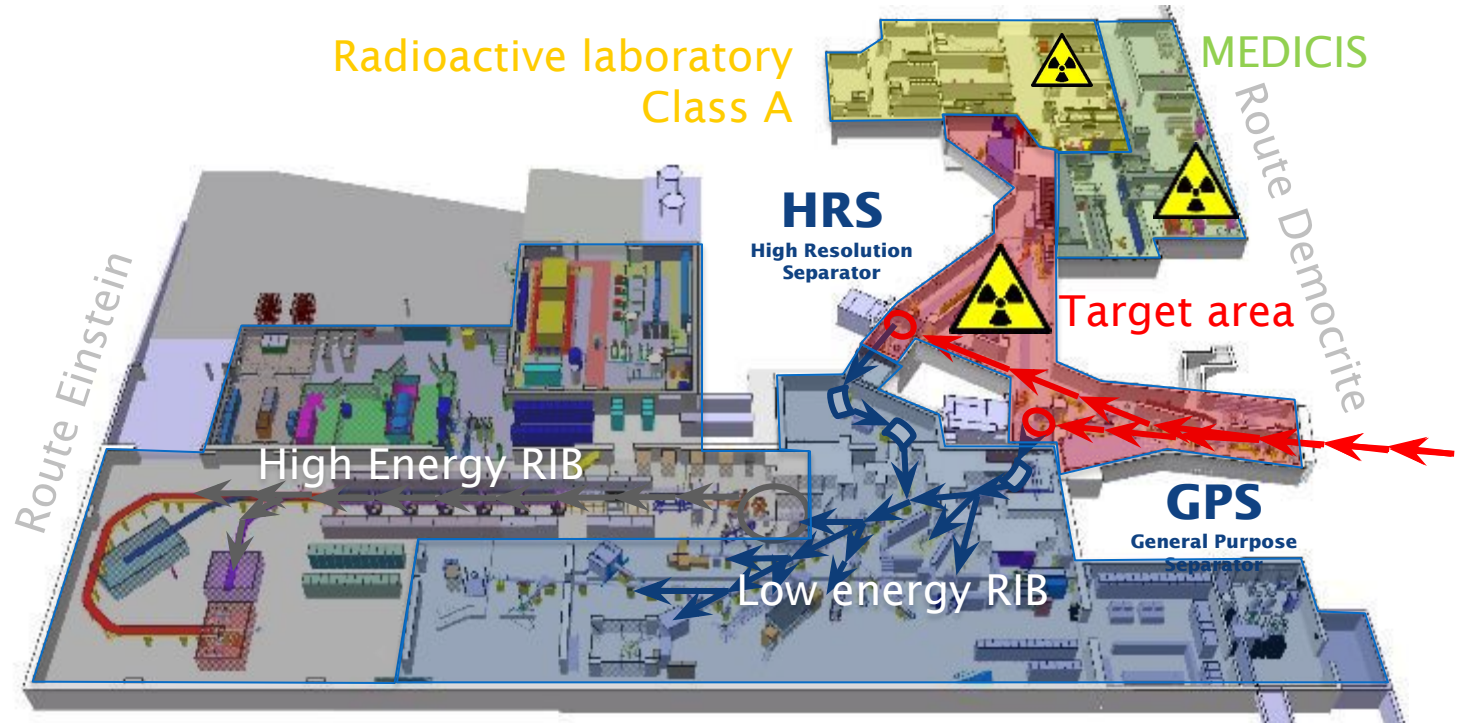 Radioactive laboratory
Class A
MEDICIS
Route Democrite
HRS
High Resolution
Separator
Target area
Route Einstein
High Energy RIB
GPS
General Purpose
Separator
Low energy RIB